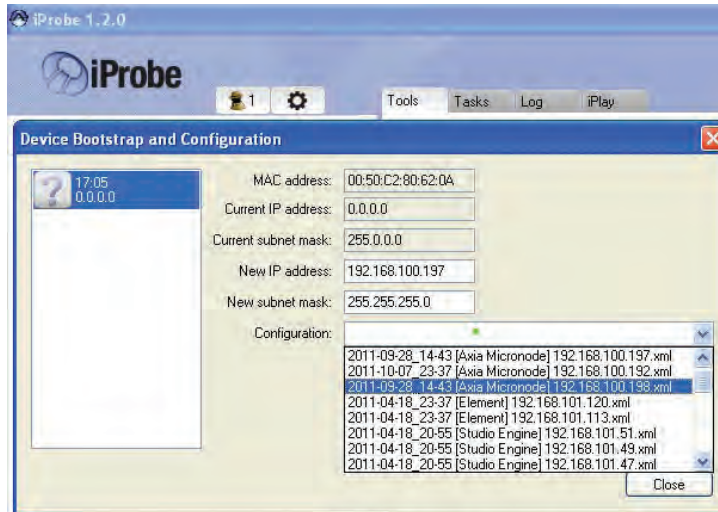 iProbe 1.2.0
iProbe
1
Tools
Tasks
Log
iPlay
Device Bootstrap and Configuration
17:05
0.0.0.0
MAC address: 00:50:C2:80:62:0A
Current IP address: 0.0.0.0
Current subnet mask: 255.0.0.0
New IP address: 192.168.100.197
New subnet mask: 255.255.255.0
Configuration:
2011-09-28_14-43 [Axia Micronode] 192.168.100.197.xml
2011-10-07_23-37 [Axia Micronode] 192.168.100.192.xml
2011-09-28_14-43 [Axia Micronode] 192.168.100.198.xml
2011-04-18_23-37 [Element] 192.168.101.120.xml
2011-04-18_23-37 [Element] 192.168.101.113.xml
2011-04-18_20-55 [Studio Engine] 192.168.101.51.xml
2011-04-18_20-55 [Studio Engine] 192.168.101.49.xml
2011-04-18_20-55 [Studio Engine] 192.168.101.47.xml
Close